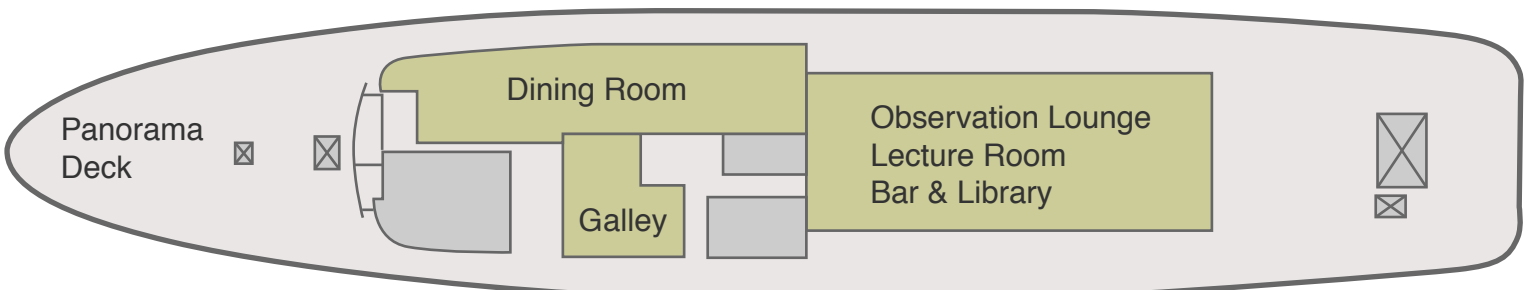 Panorama
Deck
Dining Room
Galley
Observation Lounge
Lecture Room
Bar & Library